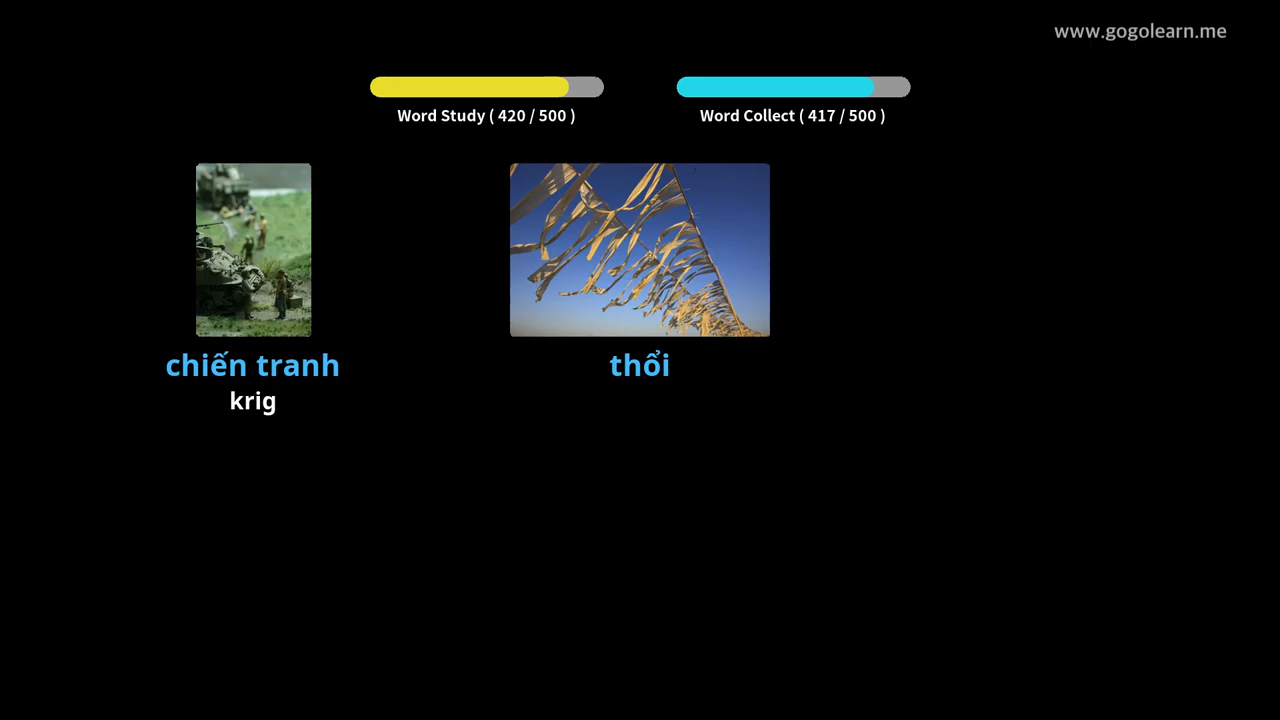 www.gogolearn.me
Word Study ( 420 / 500 )
Word Collect ( 417 / 500 )
chiến tranh
krig
thổi